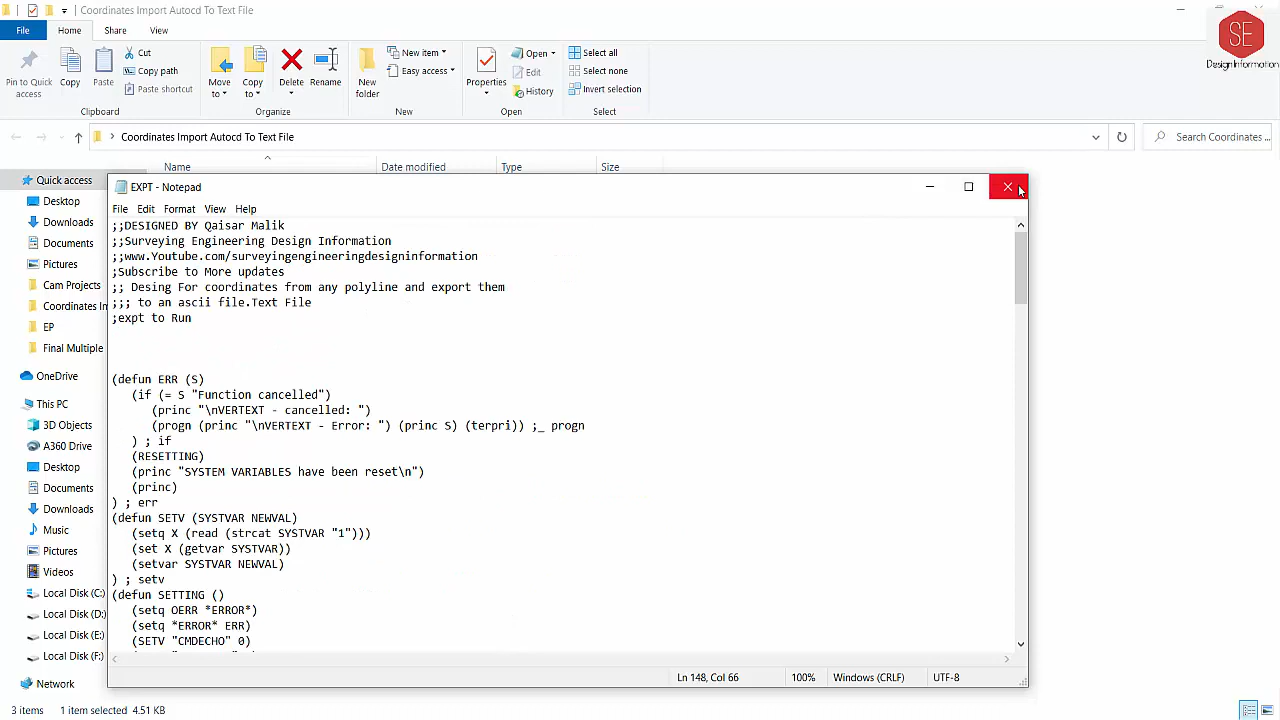 Coordinates Import Autocd To Text File
File
Home
Share
View
SE
Design Information
Pin to Quick access
Copy
Paste
Cut
Copy path
Paste shortcut
Move to
Copy to
Delete
Rename
New folder
New item
Easy access
Properties
Open
Edit
History
Select all
Select none
Invert selection
Clipboard
Organize
New
Open
Select
Coordinates Import Autocd To Text File
Search Coordinates ...
Name
Date modified
Type
Size
Quick access
Desktop
Downloads
Documents
Pictures
Cam Projects
Coordinates In
EP
Final Multiple
OneDrive
This PC
3D Objects
A360 Drive
Desktop
Documents
Downloads
Music
Pictures
Videos
Local Disk (C:)
Local Disk (D:)
Local Disk (E:)
Local Disk (F:)
Network
3 items
1 item selected 4.51 KB
EXPT - Notepad
File Edit Format View Help
;;DESIGNED BY Qaisar Malik
;;Surveying Engineering Design Information
;;www.Youtube.com/surveyingengineeringdesigninformation
;Subscribe to More updates
;; Desing For coordinates from any polyline and export them
;;; to an ascii file.Text File
;expt to Run
(defun ERR (S)
(if (= S "Function cancelled")
(princ "\nVERTEXT - cancelled: ")
(progn (princ "\nVERTEXT - Error: ") (princ S) (terpri)) ;_ progn
) ; if
(RESETTING)
(princ "SYSTEM VARIABLES have been reset\n")
(princ)
) ; err
(defun SETV (SYSTVAR NEWVAL)
(setq X (read (strcat SYSTVAR "1")))
(set X (getvar SYSTVAR))
(setvar SYSTVAR NEWVAL)
) ; setv
(defun SETTING ()
(setq OERR *ERROR*)
(setq *ERROR* ERR)
(SETV "CMDECHO" 0)
Ln 148, Col 66
100%
Windows (CRLF)
UTF-8